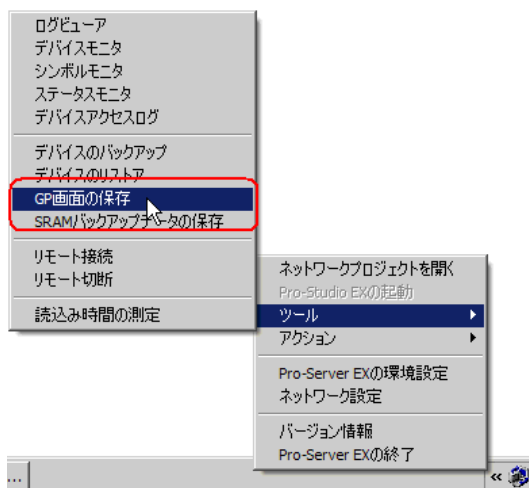 ログビューア
デバイスモニタ
シンボルモニタ
ステータスモニタ
デバイスアクセスログ
デバイスのバックアップ
デバイスのリストア
GP画面の保存
SRAMバックアップデータの保存
リモート接続
リモート切断
読込み時間の測定
ネットワークプロジェクトを開く
Pro-Studio EXの起動
ツール
アクション
Pro-Server EXの環境設定
ネットワーク設定
バージョン情報
Pro-Server EXの終了
...
«